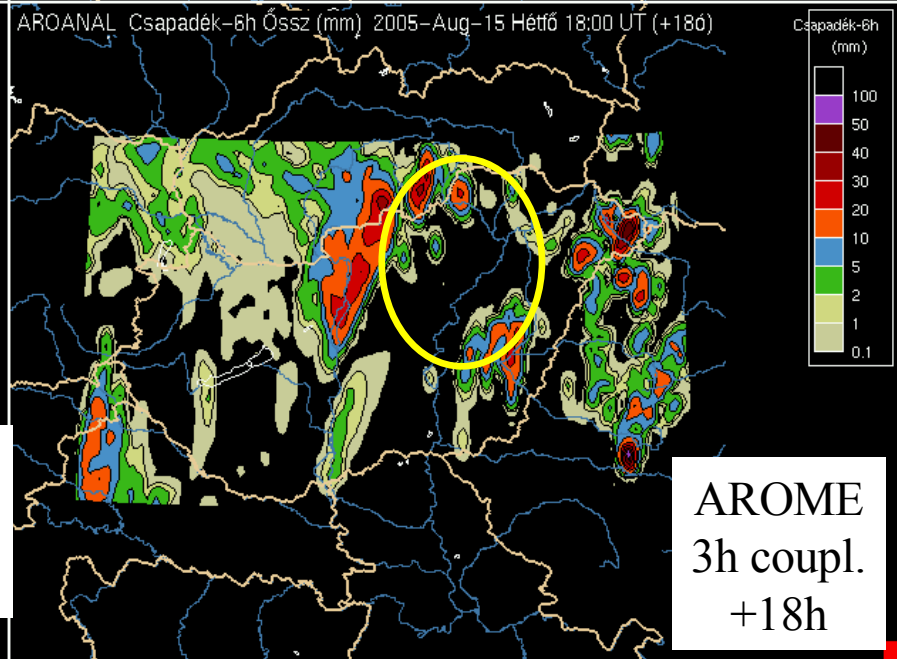 AROANAL Csapadék-6h Össz (mm) 2005-Aug-15 Hétfő 18:00 UT (+18ó)
Csapadék-6h
(mm)
100
50
40
30
20
10
5
2
1
0.1
AROME
3h coupl.
+18h